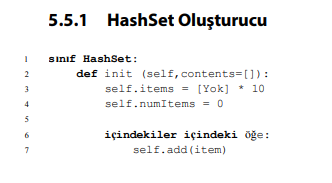 5.5.1 HashSet Oluşturucu
1 sınıf HashSet:
2 def init (self,contents=[]):
3 self.items = [Yok] * 10
4 self.numItems = 0
5
6 içindekiler içindeki öğe:
7 self.add(item)